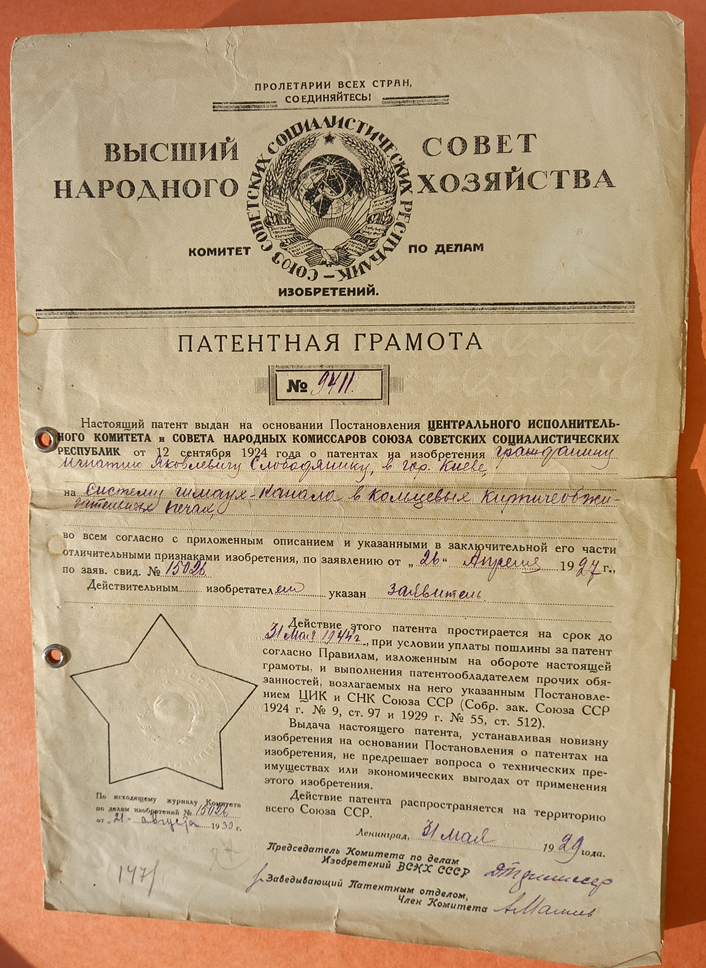 ПРОЛЕТАРИИ ВСЕХ СТРАН,
СОЕДИНЯЙТЕСЬ!
ВЫСШИЙ СОВЕТ
НАРОДНОГО ХОЗЯЙСТВА
СОЮЗ СОВЕТСКИХ СОЦИАЛИСТИЧЕСКИХ РЕСПУБЛИК
КОМИТЕТ ПО ДЕЛАМ
ИЗОБРЕТЕНИЙ.
ПАТЕНТНАЯ ГРАМОТА
№ 9411.
Настоящий патент выдан на основании Постановления ЦЕНТРАЛЬНОГО ИСПОЛНИТЕЛЬ-
НОГО КОМИТЕТА и СОВЕТА НАРОДНЫХ КОМИССАРОВ СОЮЗА СОВЕТСКИХ СОЦИАЛИСТИЧЕСКИХ
РЕСПУБЛИК от 12 сентября 1924 года о патентах на изобретения гражданину
Игнатию Яковлевичу Слободянику, в гор. Киеве,
на систему шмаух-канала в кольцевых кирпичеобжи-
гательных печах,
во всем согласно с приложенным описанием и указанными в заключительной его части
отличительными признаками изобретения, по заявлению от „26" Апреля 1927 г.,
по заяв. свид. № 15026
Действительным изобретателем указан заявитель
Действие этого патента простирается на срок до
31 Мая 1944 г., при условии уплаты пошлины за патент
согласно Правилам, изложенным на обороте настоящей
грамоты, и выполнения патентообладателем прочих обя-
занностей, возлагаемых на него указанным Постановле-
нием ЦИК и СНК Союза ССР (Собр. зак. Союза ССР
1924 г. № 9, ст. 97 и 1929 г. № 55, ст. 512).
Выдача настоящего патента, устанавливая новизну
изобретения на основании Постановления о патентах на
изобретения, не предрешает вопроса о технических пре-
имуществах или экономических выгодах от применения
этого изобретения.
Действие патента распространяется на территорию
всего Союза ССР.
По исходящему журналу Комитета
по делам изобретений № 15026
от „21" августа 1930 г.
Ленинград, 31 мая 1929 года.
Председатель Комитета по делам
Изобретений ВСНХ СССР
Заведывающий Патентным отделом,
Член Комитета